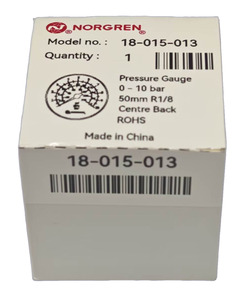 NORGREN
Model no. : 18-015-013
Quantity : 1
Pressure Gauge
0 - 10 bar
50mm R1/8
Centre Back
ROHS
Made in China
18-015-013